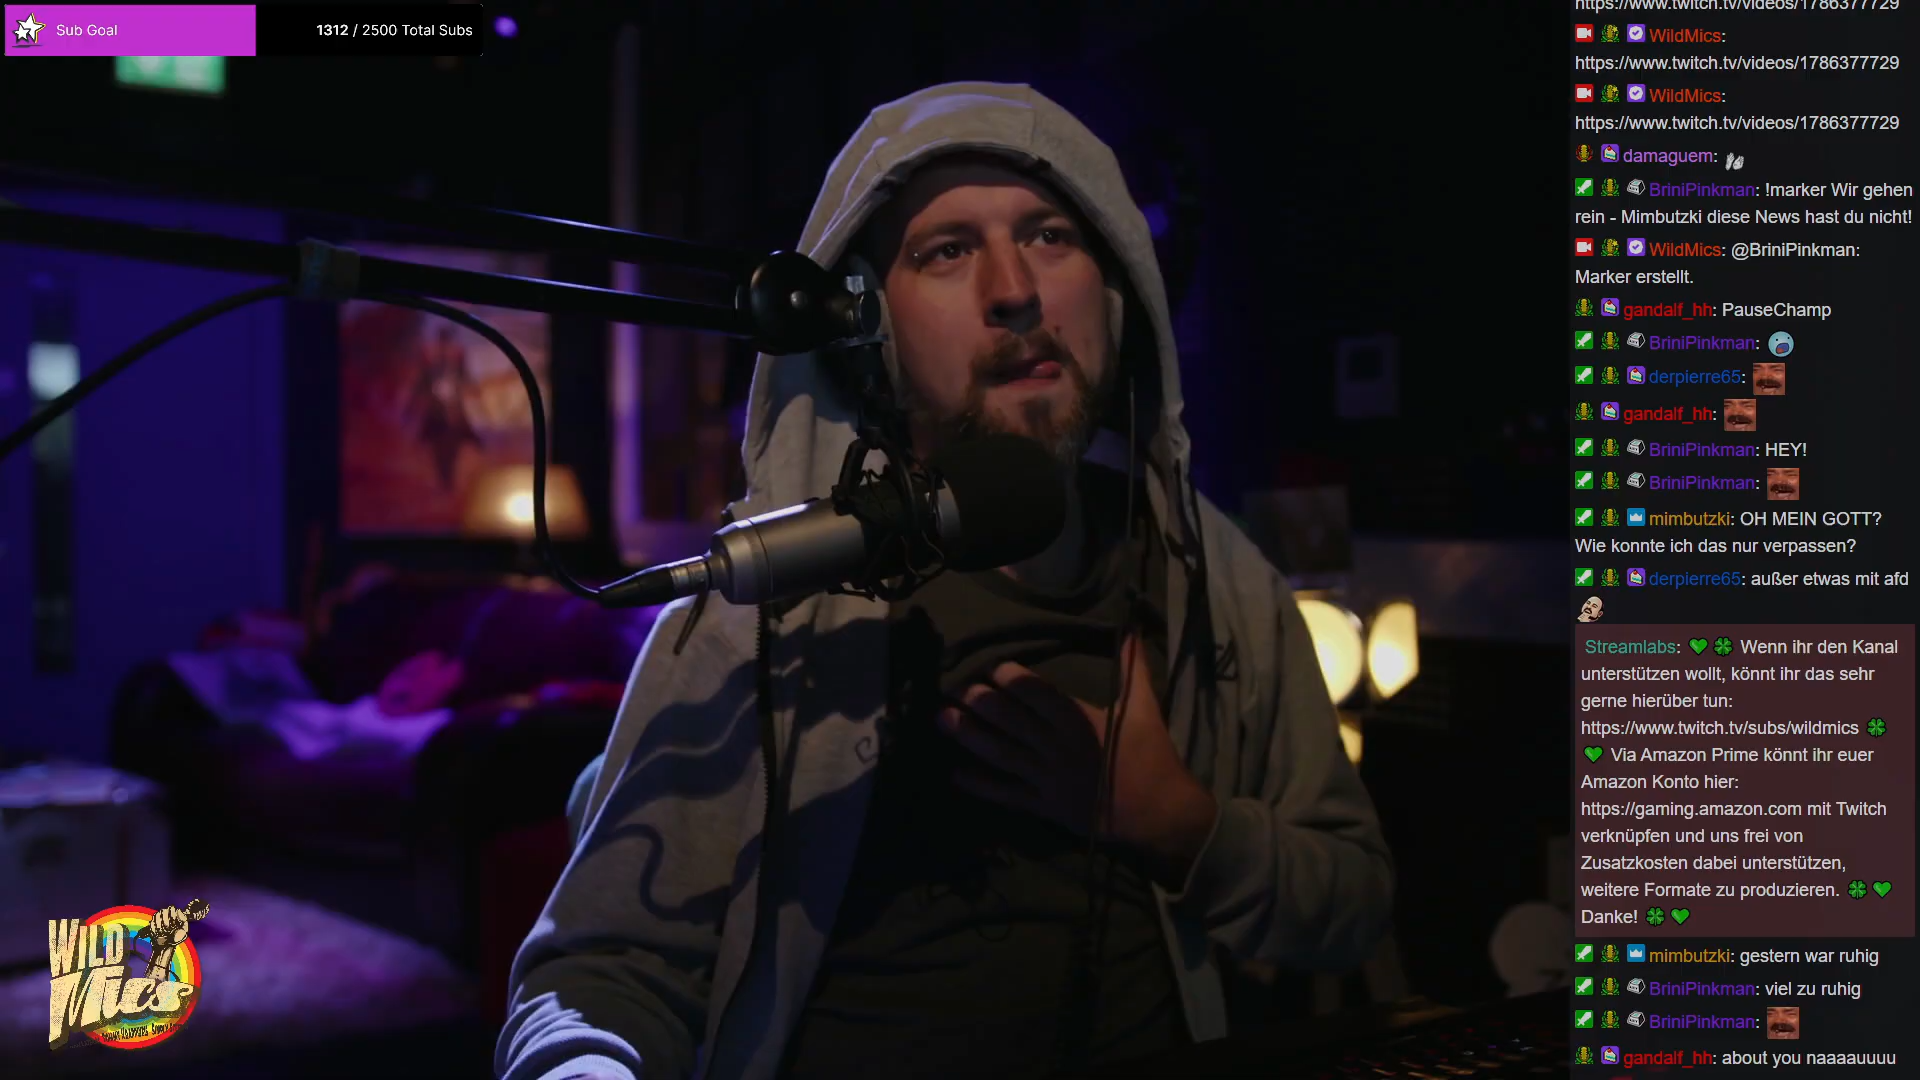 Sub Goal
1312 / 2500 Total Subs
WILD
Mics
https://www.twitch.tv/videos/1786377729
WildMics:
https://www.twitch.tv/videos/1786377729
WildMics:
https://www.twitch.tv/videos/1786377729
damaguem:
BriniPinkman: !marker Wir gehen
rein - Mimbutzki diese News hast du nicht!
WildMics: @BriniPinkman:
Marker erstellt.
gandalf_hh: PauseChamp
BriniPinkman:
derpierre65:
gandalf_hh:
BriniPinkman: HEY!
BriniPinkman:
mimbutzki: OH MEIN GOTT?
Wie konnte ich das nur verpassen?
derpierre65: außer etwas mit afd
Streamlabs: 💚 🍀 Wenn ihr den Kanal
unterstützen wollt, könnt ihr das sehr
gerne hierüber tun:
https://www.twitch.tv/subs/wildmics 🍀
💚 Via Amazon Prime könnt ihr euer
Amazon Konto hier:
https://gaming.amazon.com mit Twitch
verknüpfen und uns frei von
Zusatzkosten dabei unterstützen,
weitere Formate zu produzieren. 🍀 💚
Danke! 🍀 💚
mimbutzki: gestern war ruhig
BriniPinkman: viel zu ruhig
BriniPinkman:
gandalf_hh: about you naaaauuuu